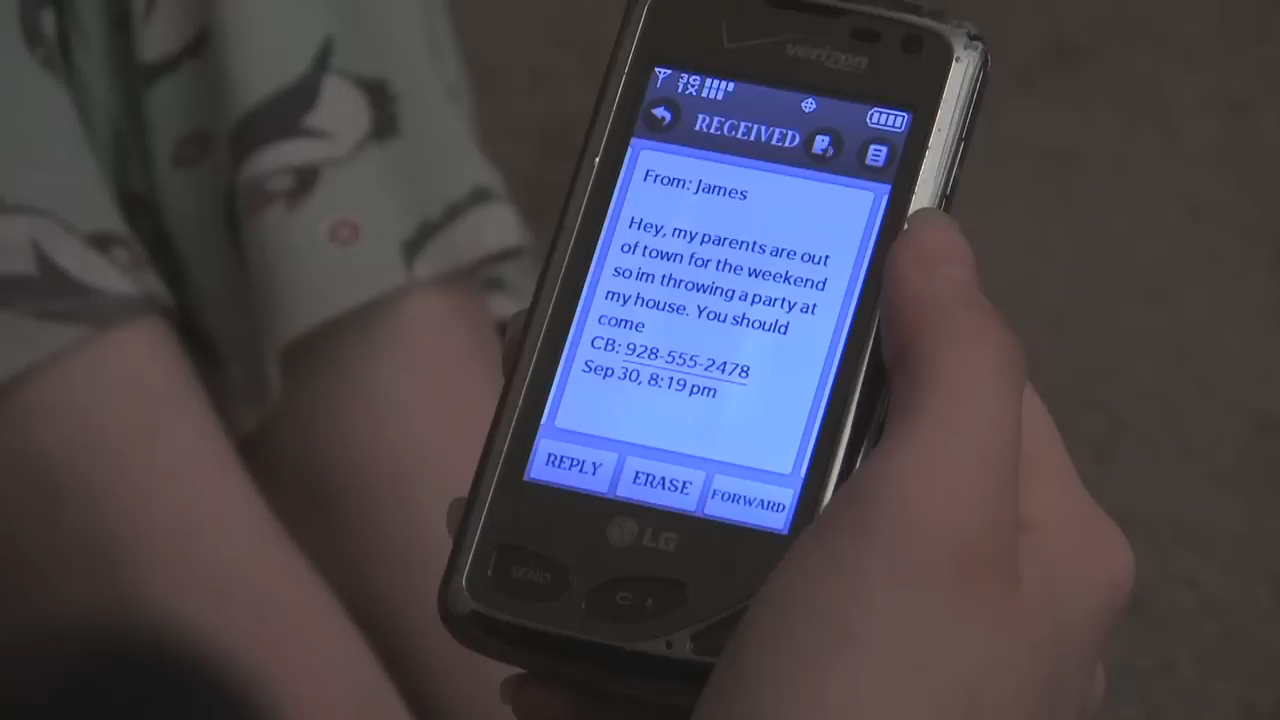 verizon
3G
1X
RECEIVED
From: James
Hey, my parents are out
of town for the weekend
so im throwing a party at
my house. You should
come
CB: 928-555-2478
Sep 30, 8:19 pm
REPLY ERASE FORWARD
LG
SEND